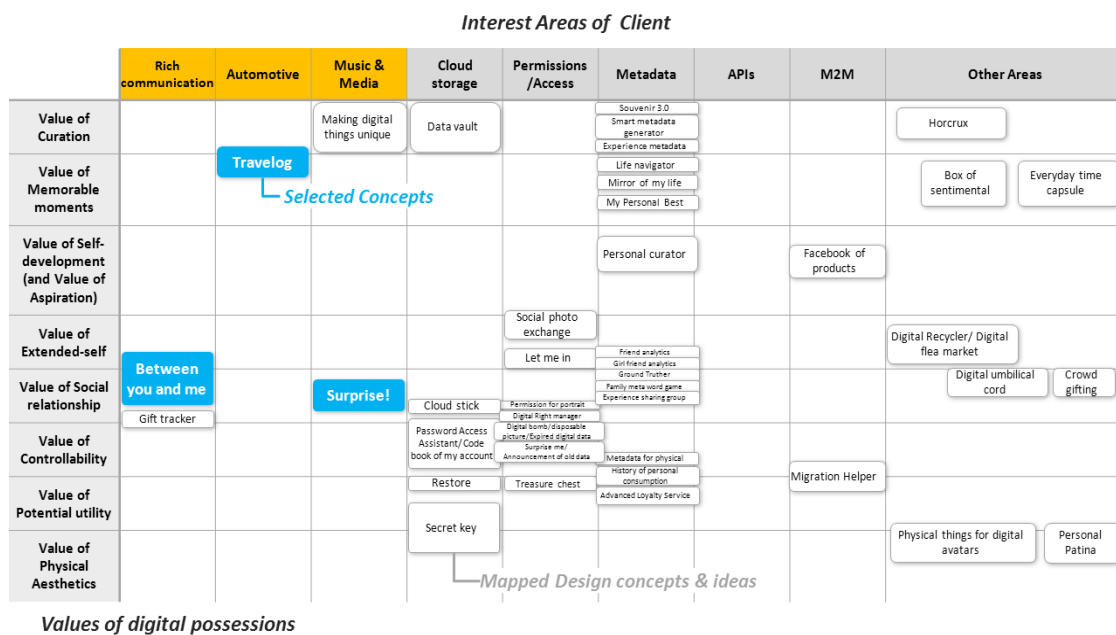 Interest Areas of Client
Rich
communication
Automotive
Music &
Media
Cloud
storage
Permissions
/Access
Metadata
APIs
M2M
Other Areas
Value of
Curation
Making digital
things unique
Data vault
Souvenir 3.0
Smart metadata
generator
Experience metadata
Horcrux
Travelog
Selected Concepts
Value of
Memorable
moments
Life navigator
Mirror of my life
My Personal Best
Box of
sentimental
Everyday time
capsule
Value of Self-
development
(and Value of
Aspiration)
Personal curator
Facebook of
products
Value of
Extended-self
Social photo
exchange
Let me in
Friend analytics
Girl friend analytics
Ground Truther
Family meta word game
Experience sharing group
Digital Recycler/ Digital
flea market
Between
you and me
Value of Social
relationship
Gift tracker
Surprise!
Cloud stick
Permission for portrait
Digital Right manager
Digital umbilical
cord
Crowd
gifting
Value of
Controllability
Password Access
Assistant/Code
book of my account
Digital bomb/disposable
picture/Expired digital data
Surprise me/
Announcement of old data
Metadata for physical
History of personal
consumption
Migration Helper
Value of
Potential utility
Restore
Treasure chest
Advanced Loyalty Service
Value of
Physical
Aesthetics
Secret key
Physical things for digital
avatars
Personal
Patina
Mapped Design concepts & ideas
Values of digital possessions